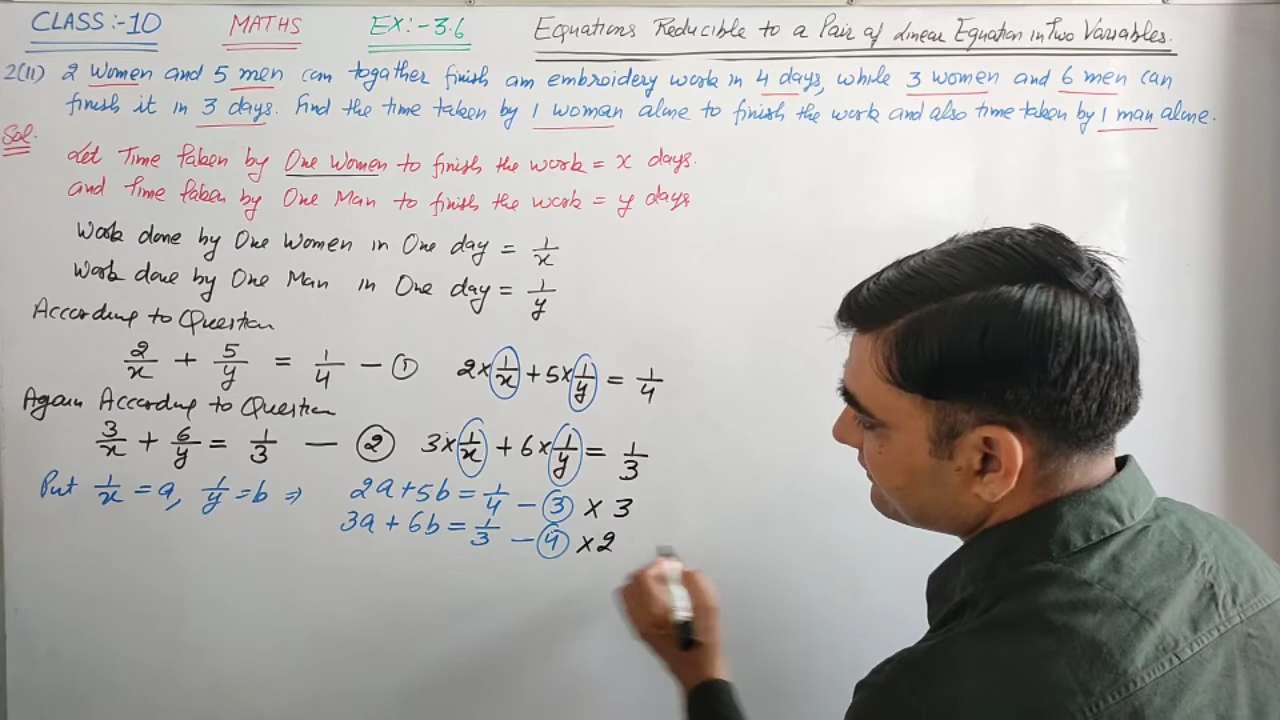 CLASS:-10 MATHS EX:-3.6 Equations Reducible to a Pair of Linear Equation in Two Variables.
2(II) 2 Women and 5 men can togather finish am embroidery work in 4 days, while 3 women and 6 men can
finish it in 3 days. Find the time taken by 1 woman alone to finish the work and also time taken by 1 man alone.
Sol.
Let Time taken by One Women to finish the work = x days.
and time taken by One Man to finish the work = y days
Work done by One Women in One day = 1/x
Work done by One Man in One day = 1/y
According to Question
2/x + 5/y = 1/4 — ① 2×1/x + 5×1/y = 1/4
Again According to Question
3/x + 6/y = 1/3 — ② 3×1/x + 6×1/y = 1/3
Put 1/x = a, 1/y = b ⇒ 2a + 5b = 1/4 — ③ × 3
3a + 6b = 1/3 — ④ ×2